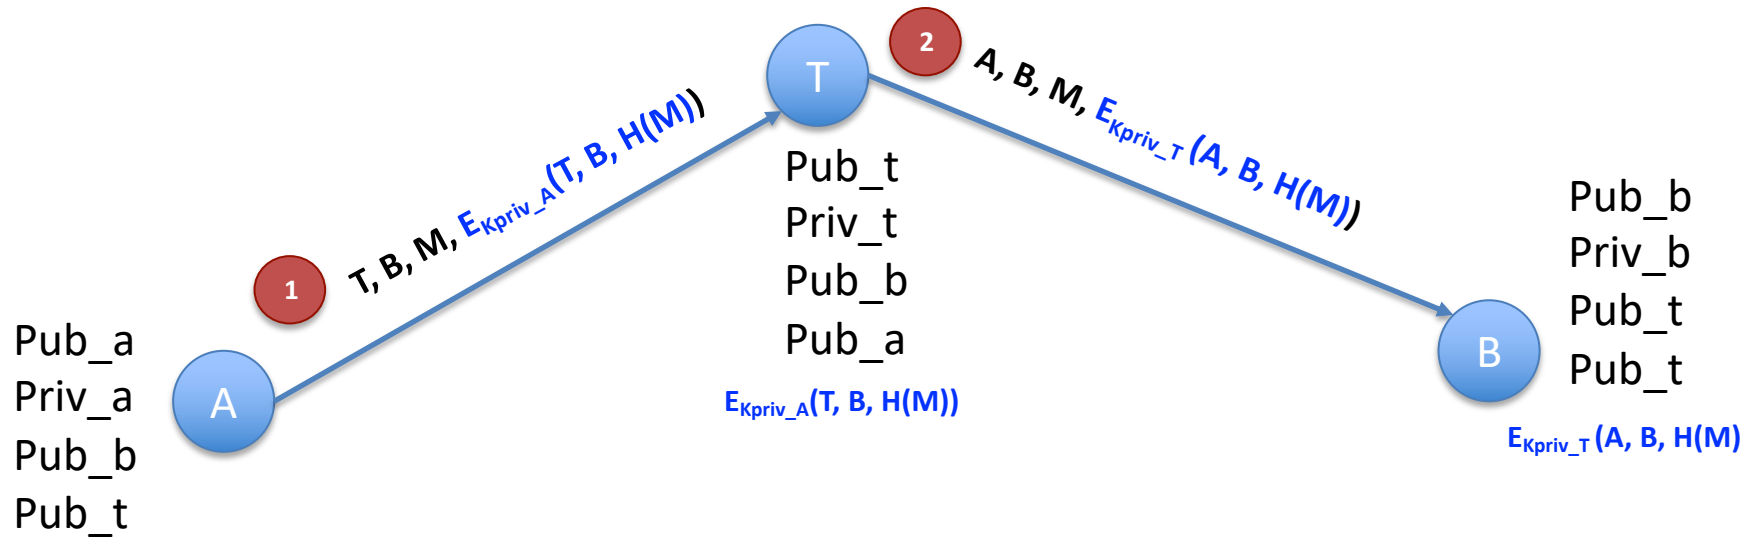 T
2
A, B, M, EKpriv_T (A, B, H(M))
T, B, M, EKpriv_A(T, B, H(M))
1
Pub_t
Priv_t
Pub_b
Pub_a
EKpriv_A(T, B, H(M))
Pub_a
Priv_a
Pub_b
Pub_t
A
B
Pub_b
Priv_b
Pub_t
Pub_t
EKpriv_T (A, B, H(M)